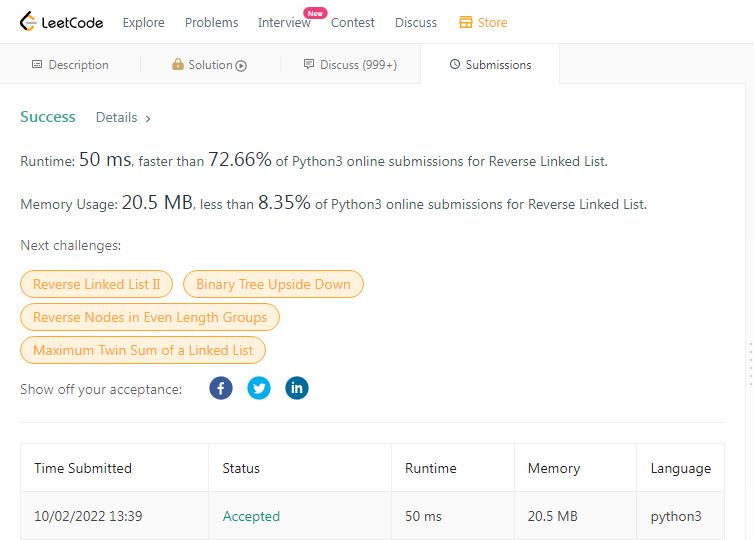 LeetCode Explore Problems Interview New Contest Discuss Store
Description Solution Discuss (999+) Submissions
Success Details ›
Runtime: 50 ms, faster than 72.66% of Python3 online submissions for Reverse Linked List.
Memory Usage: 20.5 MB, less than 8.35% of Python3 online submissions for Reverse Linked List.
Next challenges:
Reverse Linked List II Binary Tree Upside Down
Reverse Nodes in Even Length Groups
Maximum Twin Sum of a Linked List
Show off your acceptance:
Time Submitted Status Runtime Memory Language
10/02/2022 13:39 Accepted 50 ms 20.5 MB python3